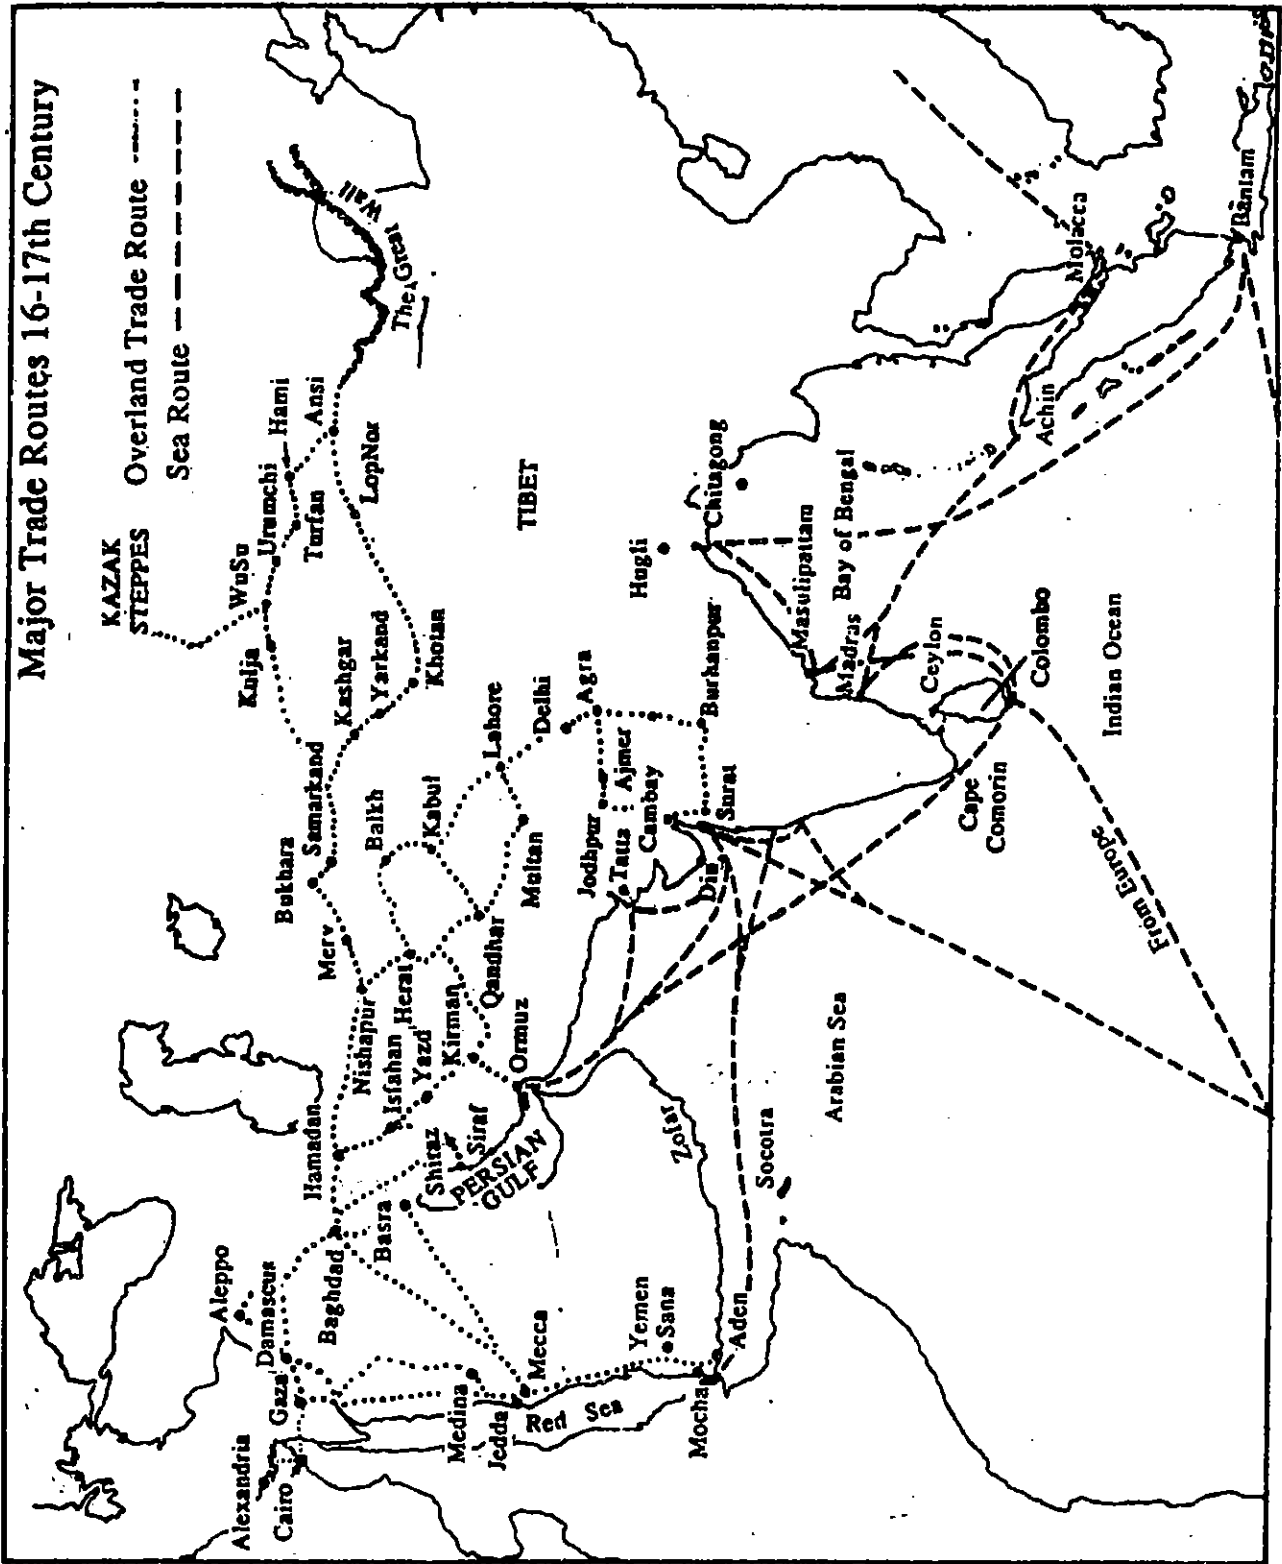 Major Trade Routes 16-17th Century
KAZAK
STEPPES
Overland Trade Route
Sea Route
Alexandria
Cairo
Gaza
Damascus
Aleppo
Baghdad
Hamadan
Basra
Shiraz
Siraf
PERSIAN
GULF
Isfahan
Yazd
Kirman
Ormuz
Nishapur
Herat
Merv
Bukhara
Samarkand
Balkh
Kabul
Qandhar
Multan
Lahore
Delhi
Agra
Kashgar
Yarkand
Khotan
Kulja
WuSu
Urumchi
Turfan
Hami
Ansi
LopNor
The Great
Wall
TIBET
Medina
Jedda
Mecca
Red Sea
Yemen
Sana
Mocha
Aden
Zofar
Socotra
Arabian Sea
Jodhpur
Tatta
Ajmer
Cambay
Diu
Surat
Burkanpur
Hugli
Chitagong
Masulipattam
Bay of Bengal
Madras
Ceylon
Colombo
Cape
Comorin
Indian Ocean
From Europe
Achin
Molacca
Bantam